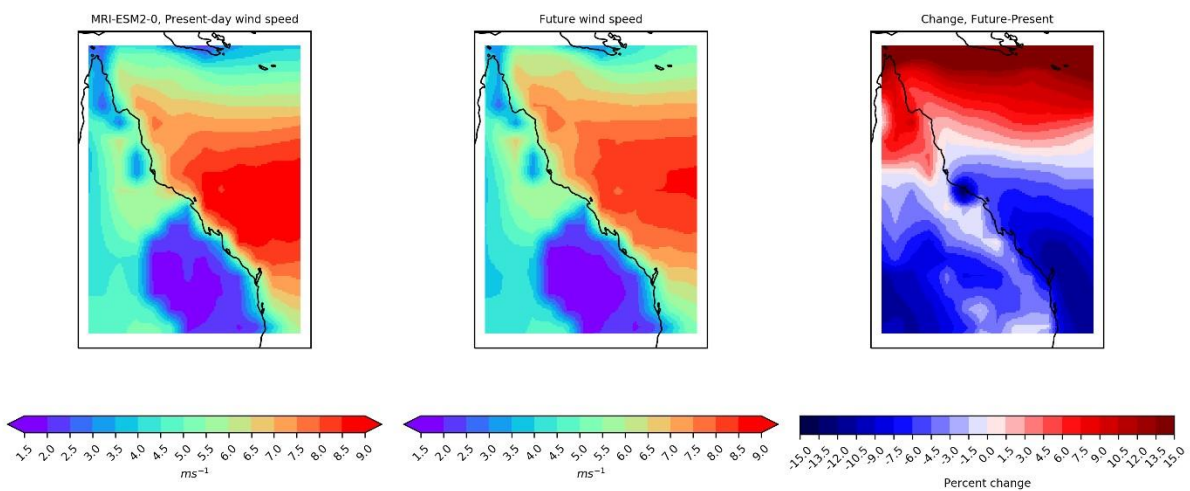 MRI-ESM2-0, Present-day wind speed
Future wind speed
Change, Future-Present
1.5 2.0 2.5 3.0 3.5 4.0 4.5 5.0 5.5 6.0 6.5 7.0 7.5 8.0 9.0
ms⁻¹
1.5 2.0 2.5 3.0 3.5 4.0 4.5 5.0 5.5 6.0 6.5 7.0 7.5 8.0 9.0
ms⁻¹
-15.0 -13.5 -12.0 -10.5 -9.0 -7.5 -6.0 -4.5 -3.0 -1.5 0.0 1.5 3.0 4.5 6.0 7.5 9.0 10.5 12.0 13.5 15.0
Percent change